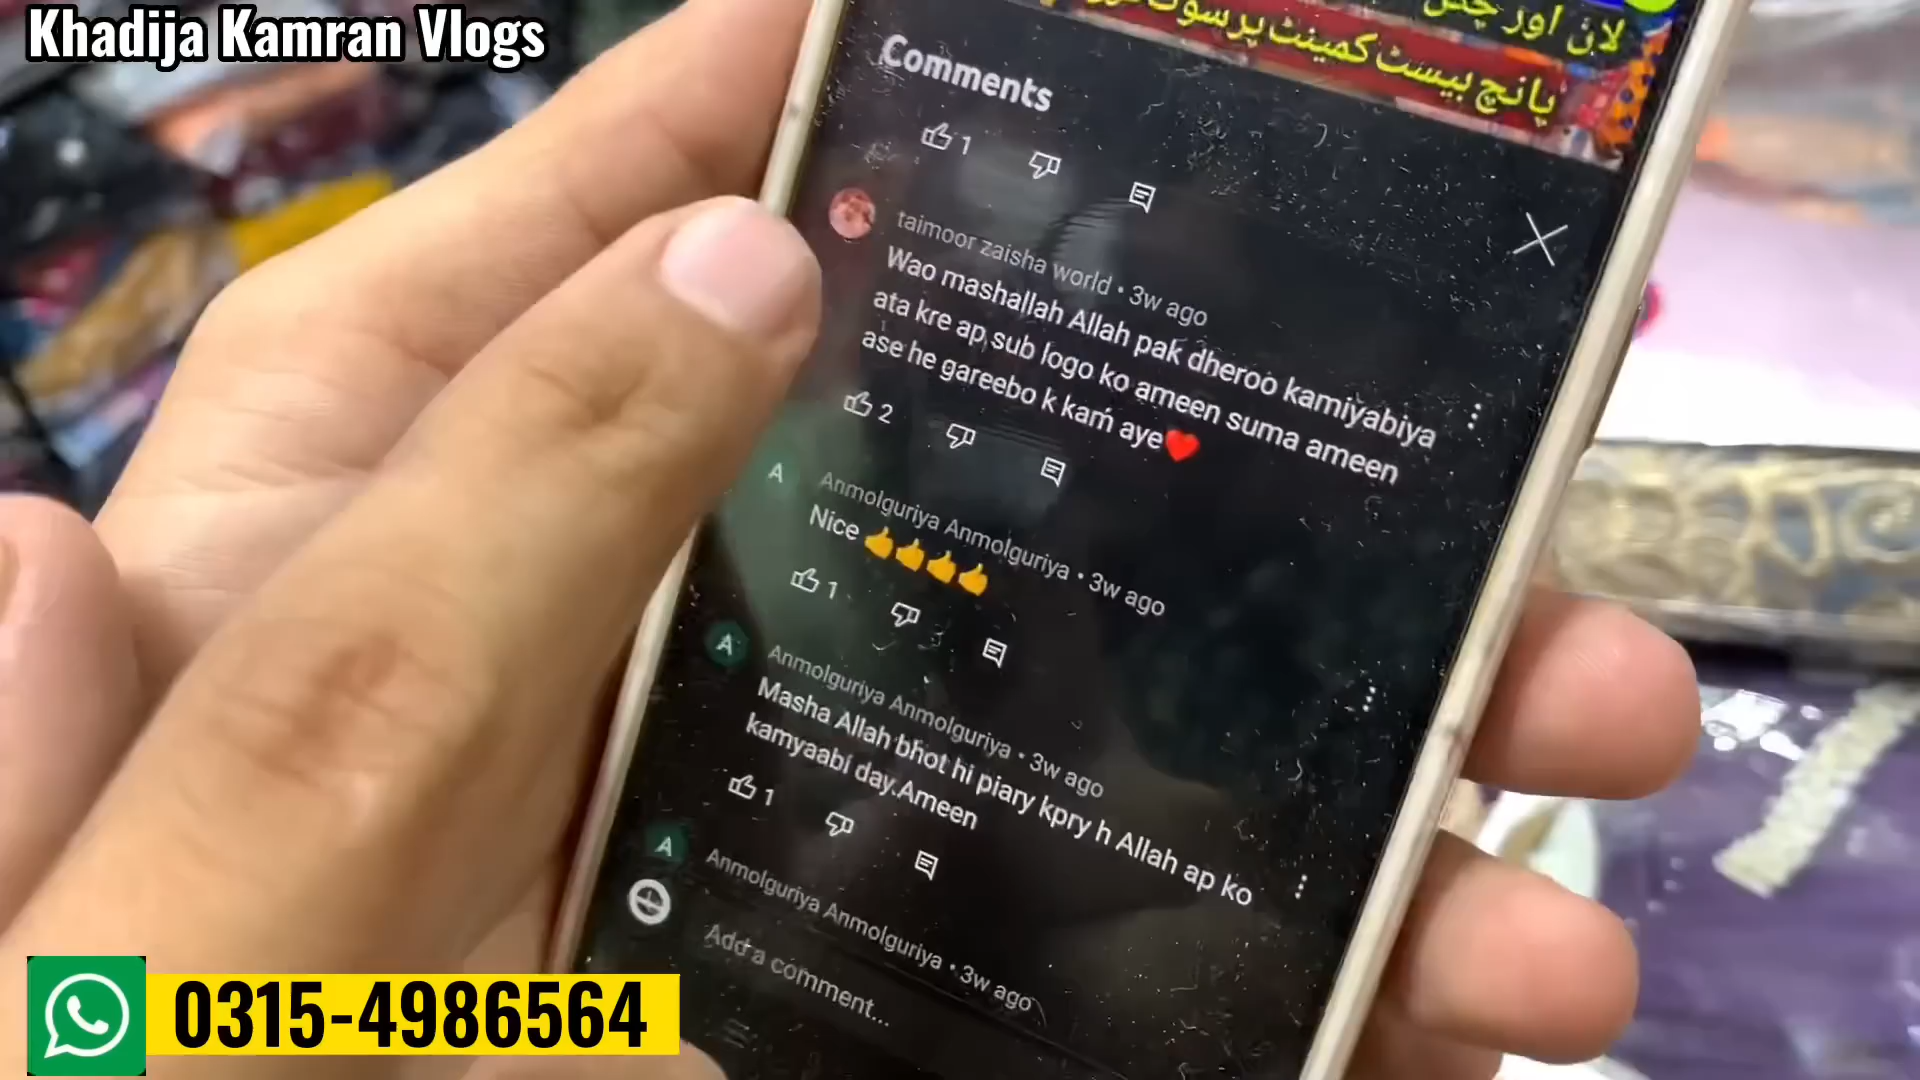 Khadija Kamran Vlogs
لان اور
پانچ بیسٹ کمینٹ پر سوٹ
Comments
1
taimoor zaisha world • 3w ago
Wao mashallah Allah pak dheroo kamiyabiya
ata kre ap sub logo ko ameen suma ameen
ase he gareebo k kam aye❤️
2
A
Anmolguriya Anmolguriya • 3w ago
Nice 👍👍👍👍
1
A
Anmolguriya Anmolguriya • 3w ago
Masha Allah bhot hi piary kpry h Allah ap ko
kamyaabi day.Ameen
1
A
Anmolguriya Anmolguriya • 3w ago
Add a comment...
0315-4986564